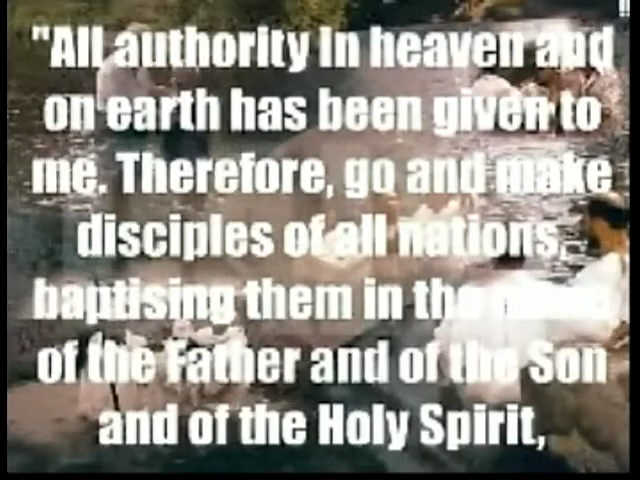 "All authority in heaven and
on earth has been given to
me. Therefore, go and make
disciples of all nations,
baptising them in the name
of the Father and of the Son
and of the Holy Spirit,